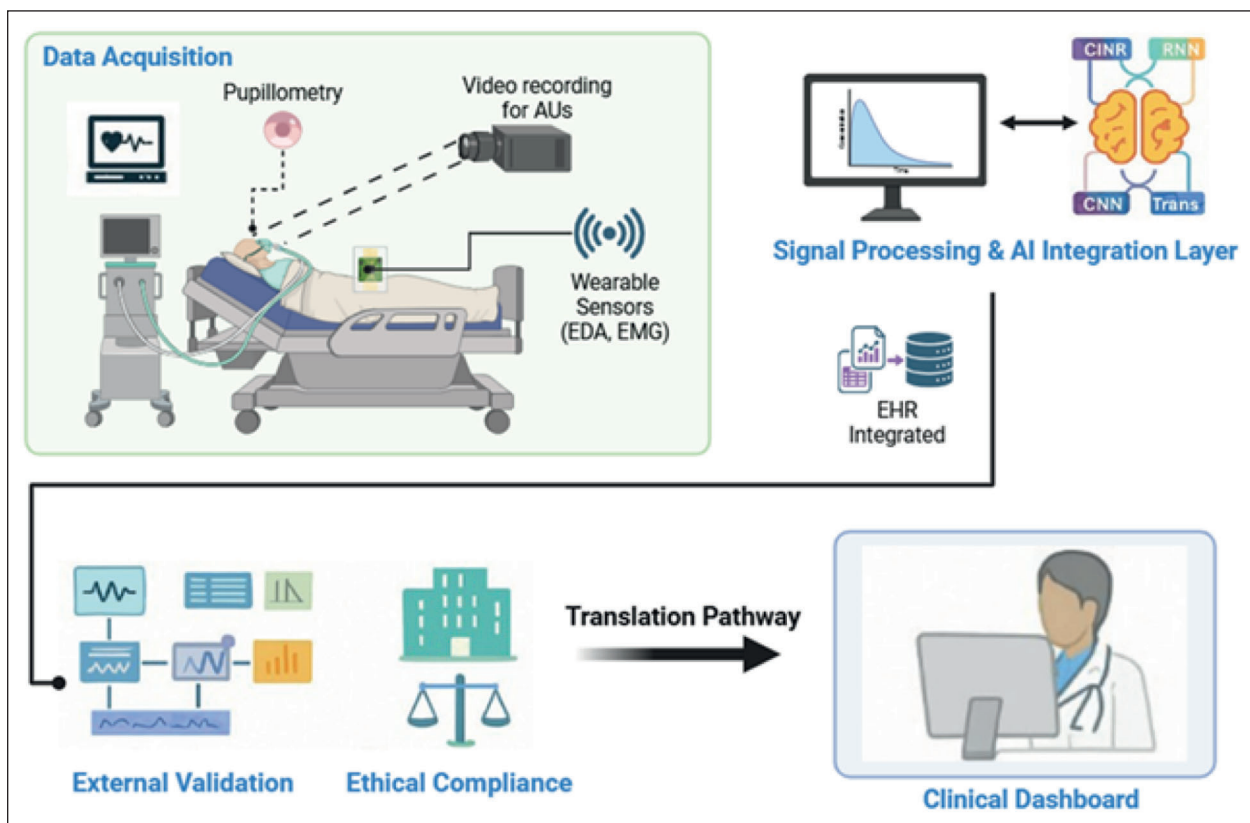 Data Acquisition
Pupillometry
Video recording
for AUs
Wearable
Sensors
(EDA, EMG)
CINR
RNN
CNN
Trans
Signal Processing & AI Integration Layer
EHR
Integrated
External Validation
Ethical Compliance
Translation Pathway
Clinical Dashboard